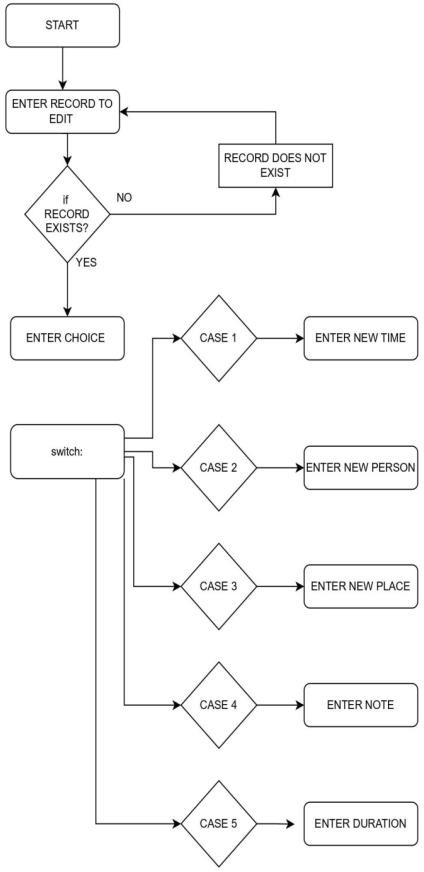 START
ENTER RECORD TO
EDIT
RECORD DOES NOT
EXIST
if
RECORD
EXISTS?
NO
YES
ENTER CHOICE
CASE 1
ENTER NEW TIME
switch:
CASE 2
ENTER NEW PERSON
CASE 3
ENTER NEW PLACE
CASE 4
ENTER NOTE
CASE 5
ENTER DURATION